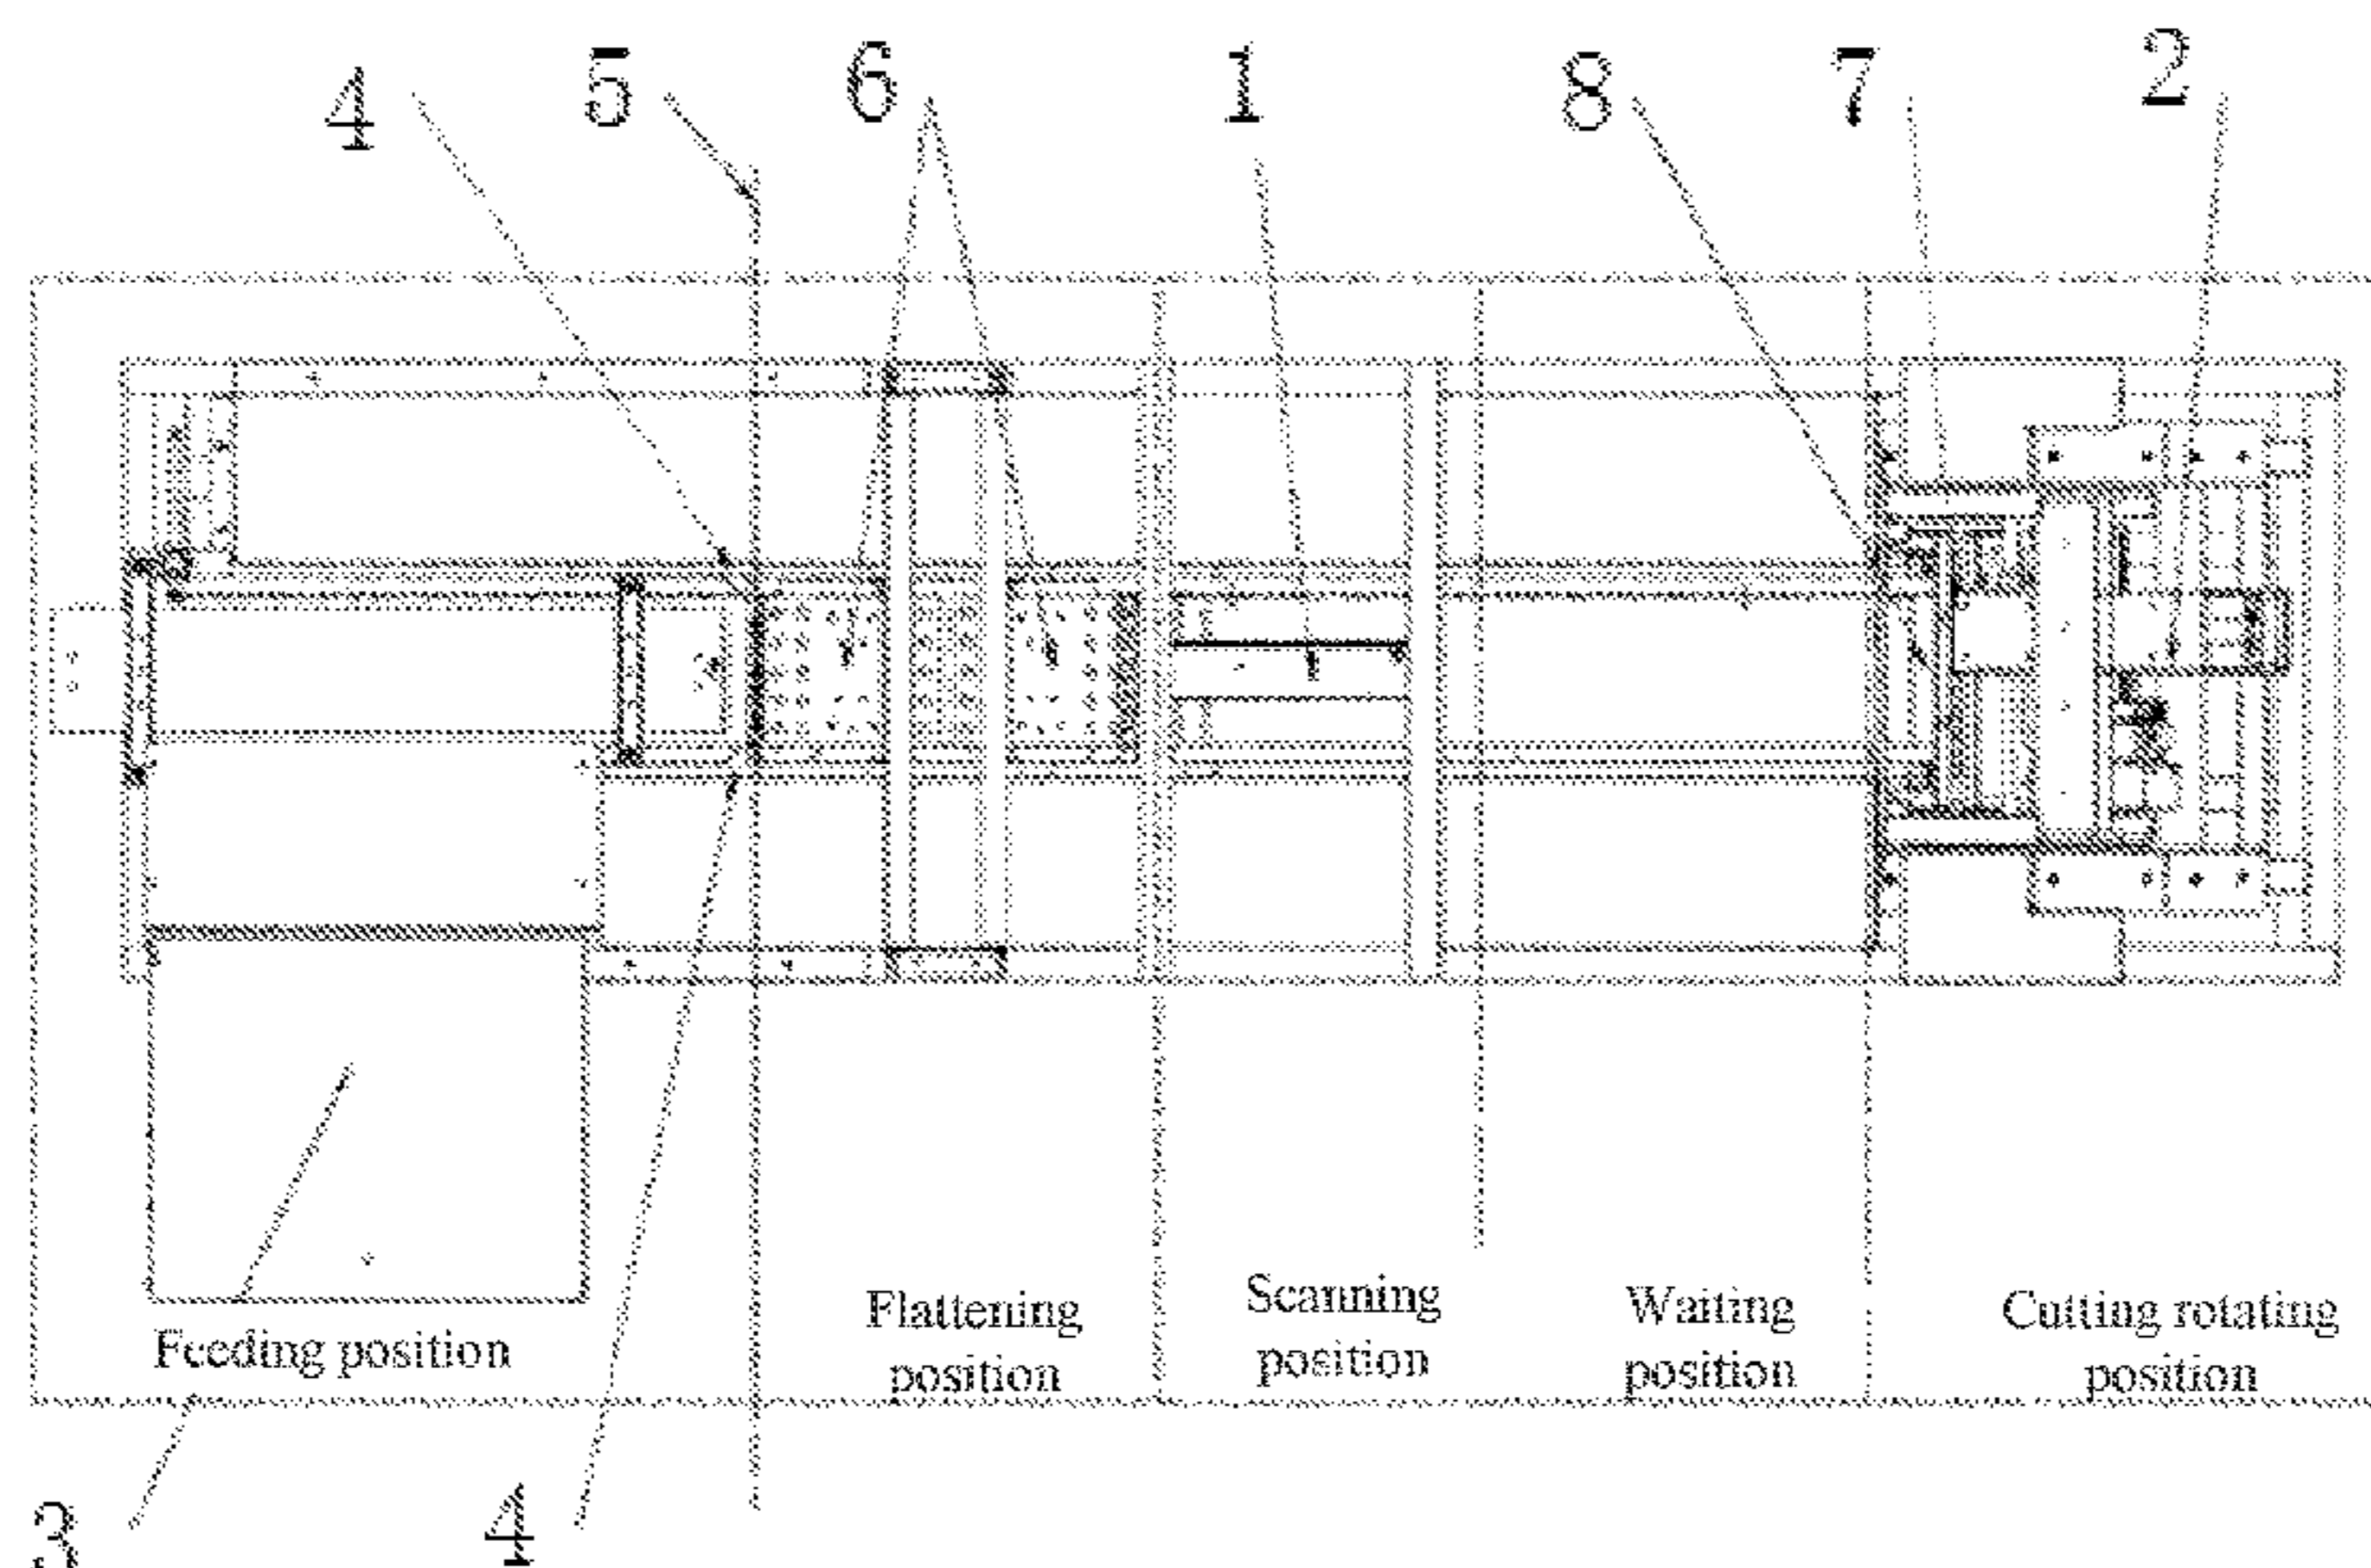 4 5 6 1 8 7 2
Feeding position
Flattening
position
Scanning
position
Waiting
position
Cutting rotating
position
3 4